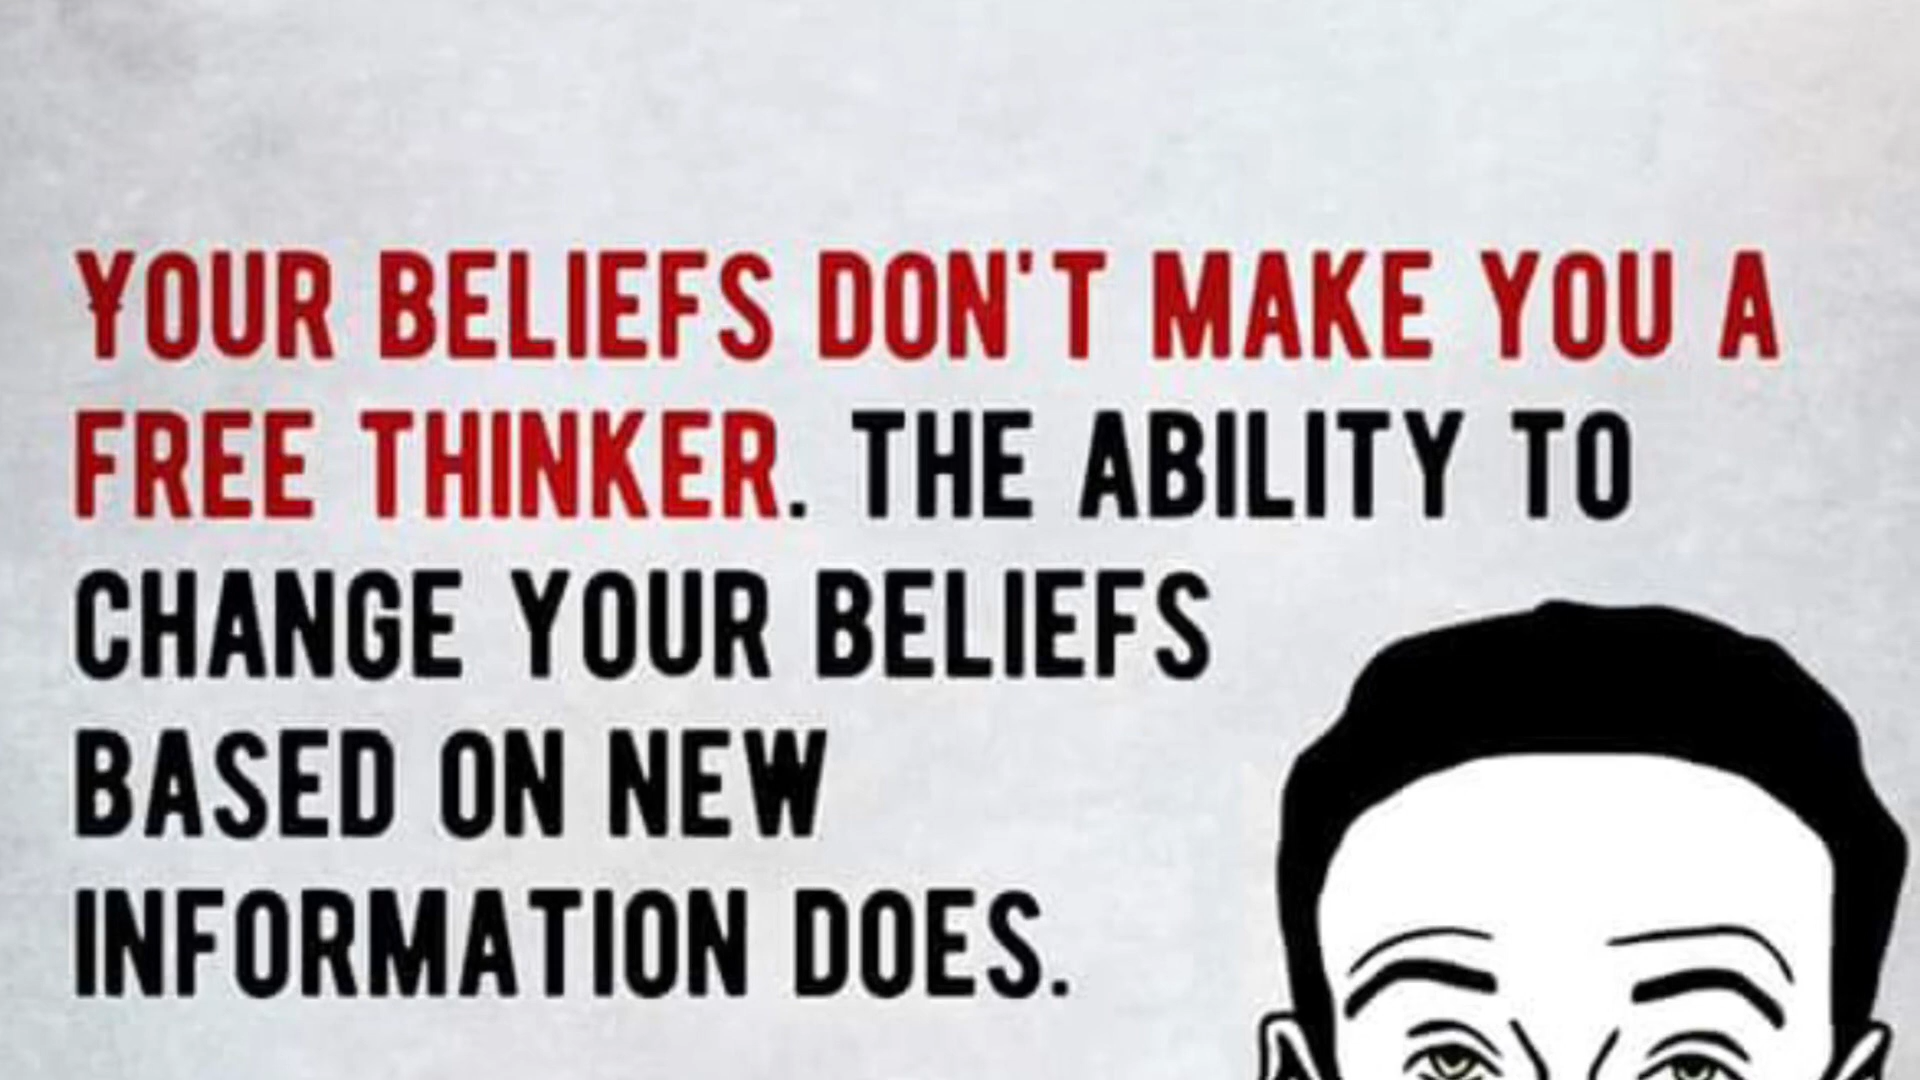 YOUR BELIEFS DON'T MAKE YOU A
FREE THINKER. THE ABILITY TO
CHANGE YOUR BELIEFS
BASED ON NEW
INFORMATION DOES.